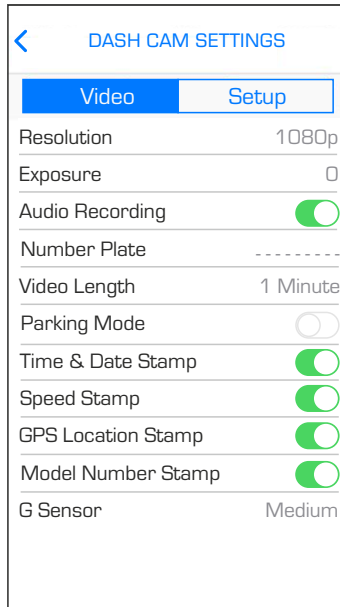 DASH CAM SETTINGS
Video Setup
Resolution 1080p
Exposure 0
Audio Recording
Number Plate ---------
Video Length 1 Minute
Parking Mode
Time & Date Stamp
Speed Stamp
GPS Location Stamp
Model Number Stamp
G Sensor Medium